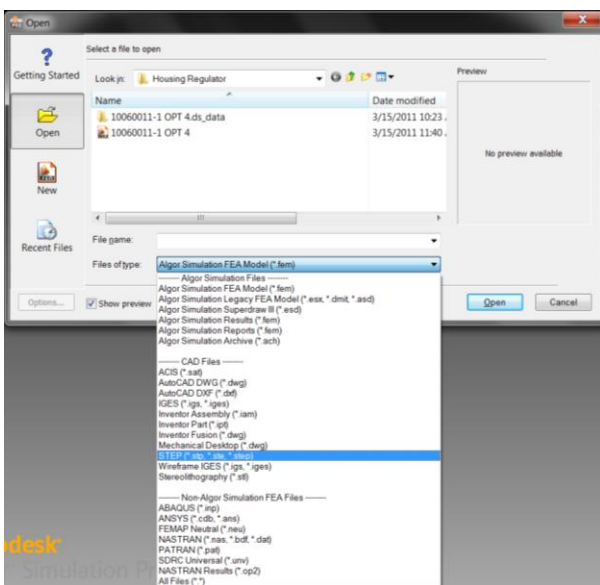 Open
Getting Started
Open
New
Recent Files
Options...
Select a file to open
Look in: Housing Regulator
Name Date modified
10060011-1 OPT 4.ds_data 3/15/2011 10:23
10060011-1 OPT 4 3/15/2011 11:40
Preview
No preview available
File name:
Files of type: Algor Simulation FEA Model (*.fem)
Show preview
Open Cancel
-------- Algor Simulation Files --------
Algor Simulation FEA Model (*.fem)
Algor Simulation Legacy FEA Model (*.esx, *.dmit, *.asd)
Algor Simulation Superdraw III (*.esd)
Algor Simulation Results (*.fem)
Algor Simulation Reports (*.fem)
Algor Simulation Archive (*.ach)
-------- CAD Files --------
ACIS (*.sat)
AutoCAD DWG (*.dwg)
AutoCAD DXF (*.dxf)
IGES (*.igs, *.iges)
Inventor Assembly (*.iam)
Inventor Part (*.ipt)
Inventor Fusion (*.dwg)
Mechanical Desktop (*.dwg)
STEP (*.stp, *.ste, *.step)
Wireframe IGES (*.igs, *.iges)
Stereolithography (*.stl)
-------- Non-Algor Simulation FEA Files --------
ABAQUS (*.inp)
ANSYS (*.cdb, *.ans)
FEMAP Neutral (*.neu)
NASTRAN (*.nas, *.bdf, *.dat)
PATRAN (*.pat)
SDRC Universal (*.unv)
NASTRAN Results (*.op2)
All Files (*.*)
odesk
Simulation Pr